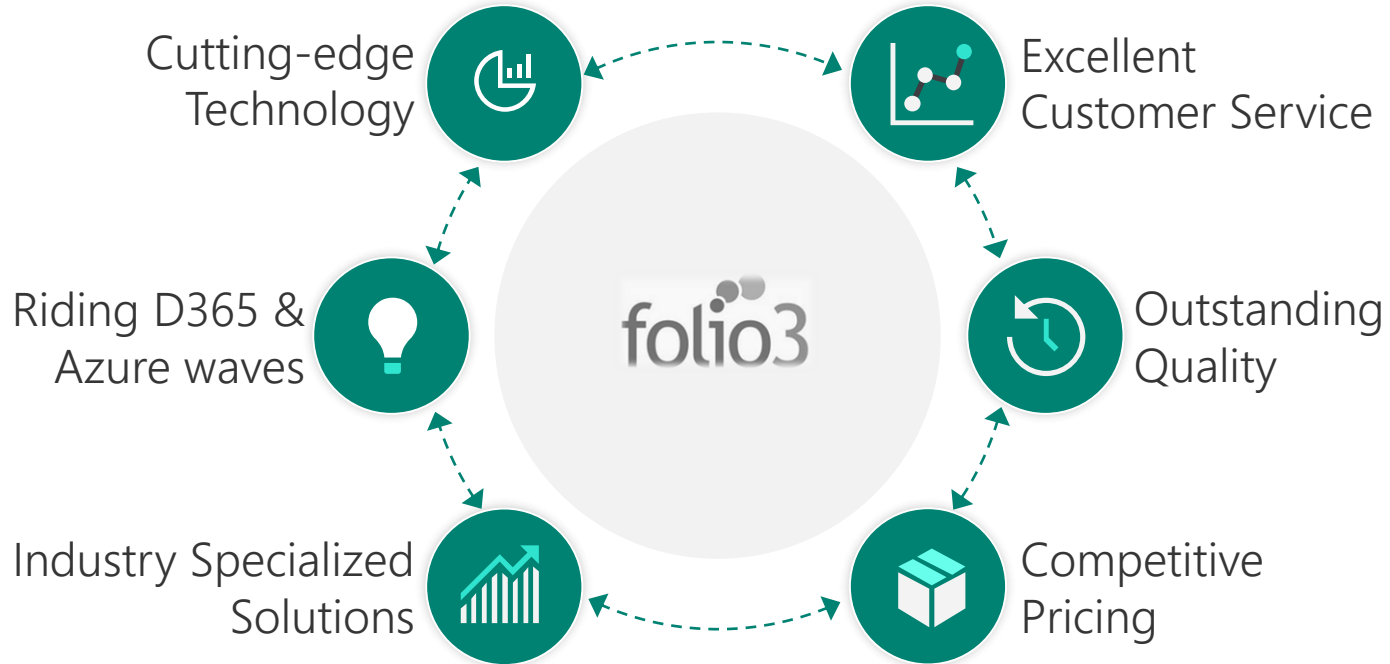 Cutting-edge
Technology
Excellent
Customer Service
Riding D365 &
Azure waves
folio3
Outstanding
Quality
Industry Specialized
Solutions
Competitive
Pricing